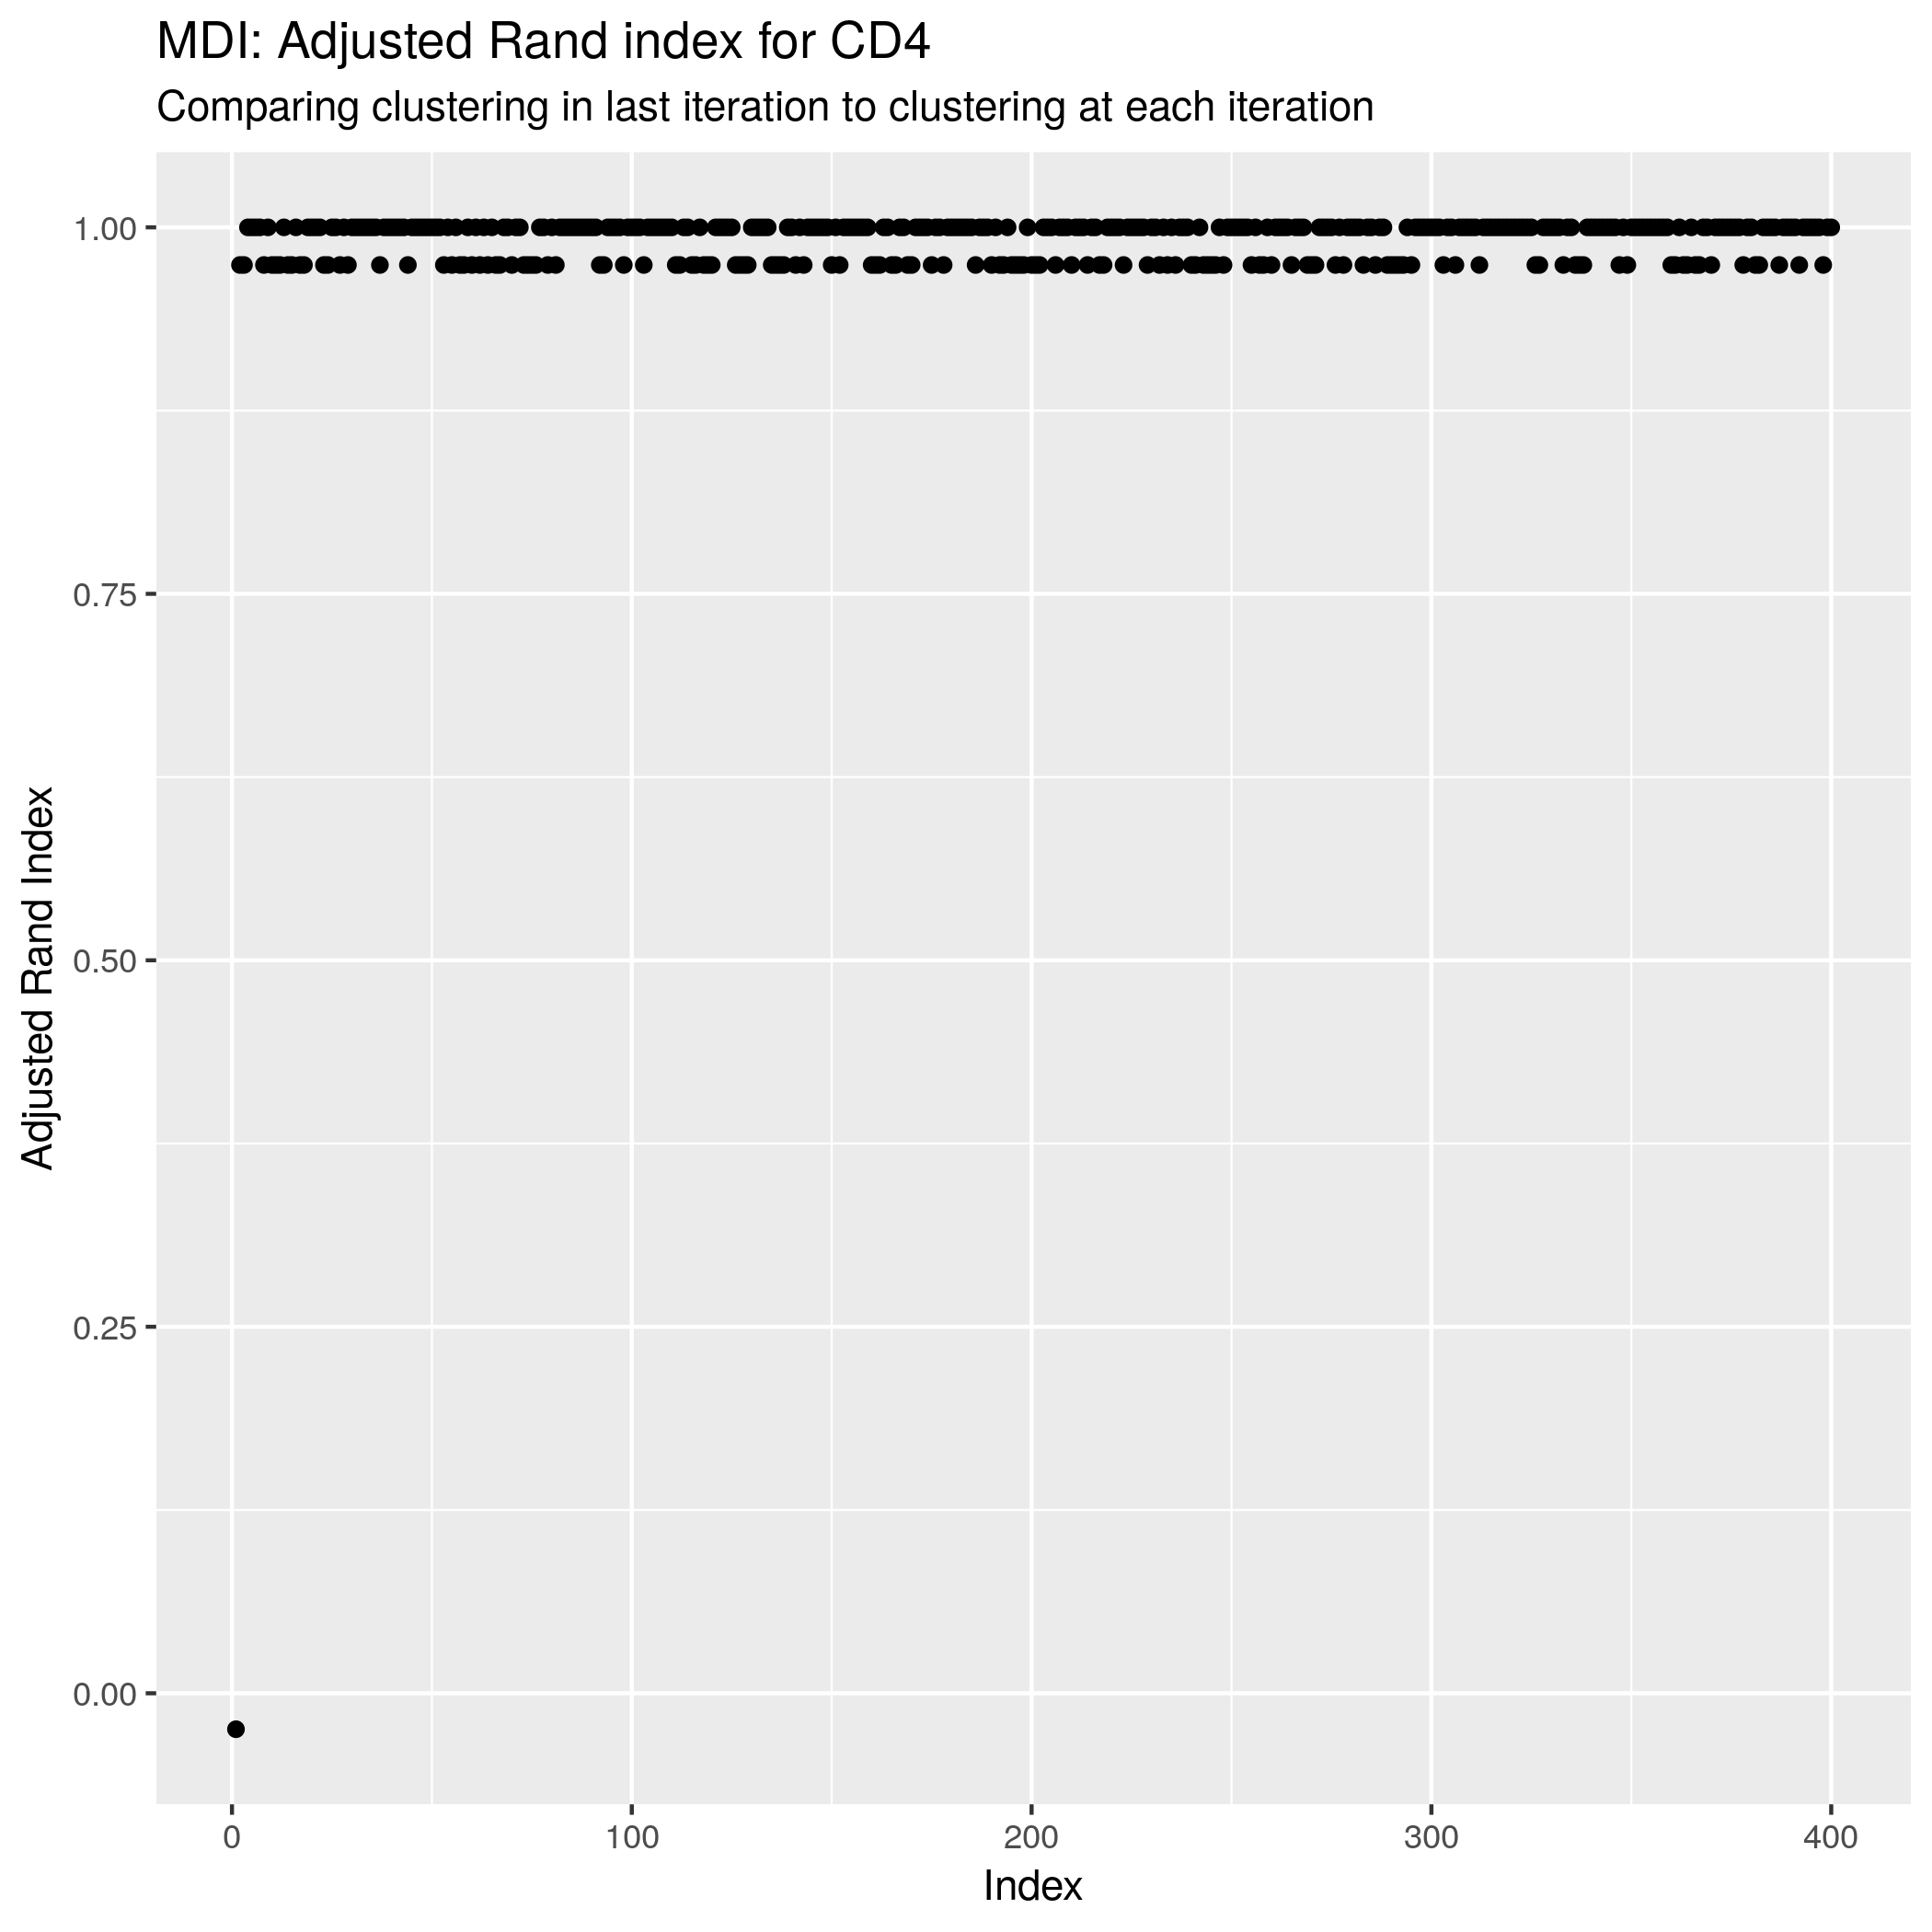 MDI: Adjusted Rand index for CD4
Comparing clustering in last iteration to clustering at each iteration
Adjusted Rand Index
1.00
0.75
0.50
0.25
0.00
0
100
200
300
400
Index